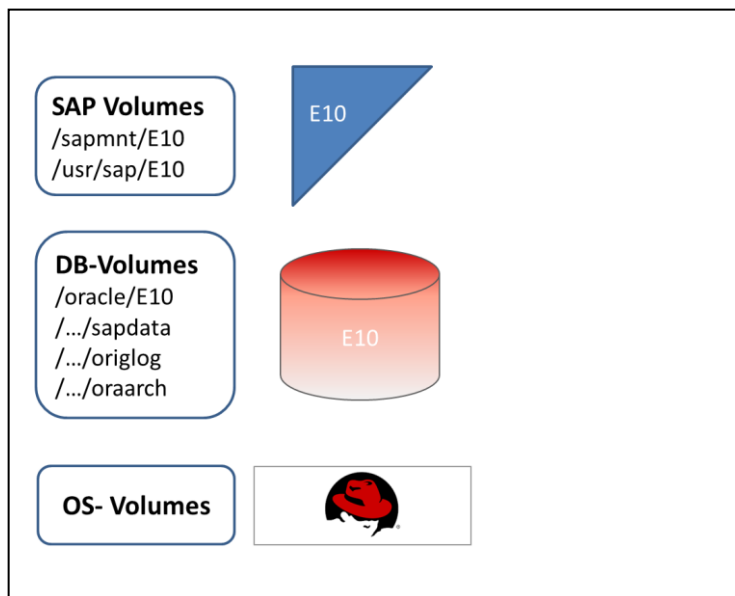 SAP Volumes
/sapmnt/E10
/usr/sap/E10
E10
DB-Volumes
/oracle/E10
/.../sapdata
/.../origlog
/.../oraarch
E10
OS- Volumes